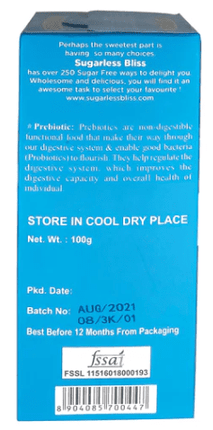 Perhaps the sweetest part is
having so many choices.
Sugarless Bliss
has over 250 Sugar Free ways to delight you.
Wholesome and delicious, you will find it an
awesome task to select your favourite !
www.sugarlessbliss.com
# Prebiotic: Prebiotics are non-digestible
functional food that make their way through
our digestive system & enable good bacteria
(Probiotics) to flourish. They help regulate the
digestive system, which improves the
digestive capacity and overall health of
individual
STORE IN COOL DRY PLACE
Net. Wt. : 100g
Pkd. Date:
Batch No: AUG/2021
08/3K/01
Best Before 12 Months From Packaging
fssai
FSSL 11516018000193
8 904085 700447